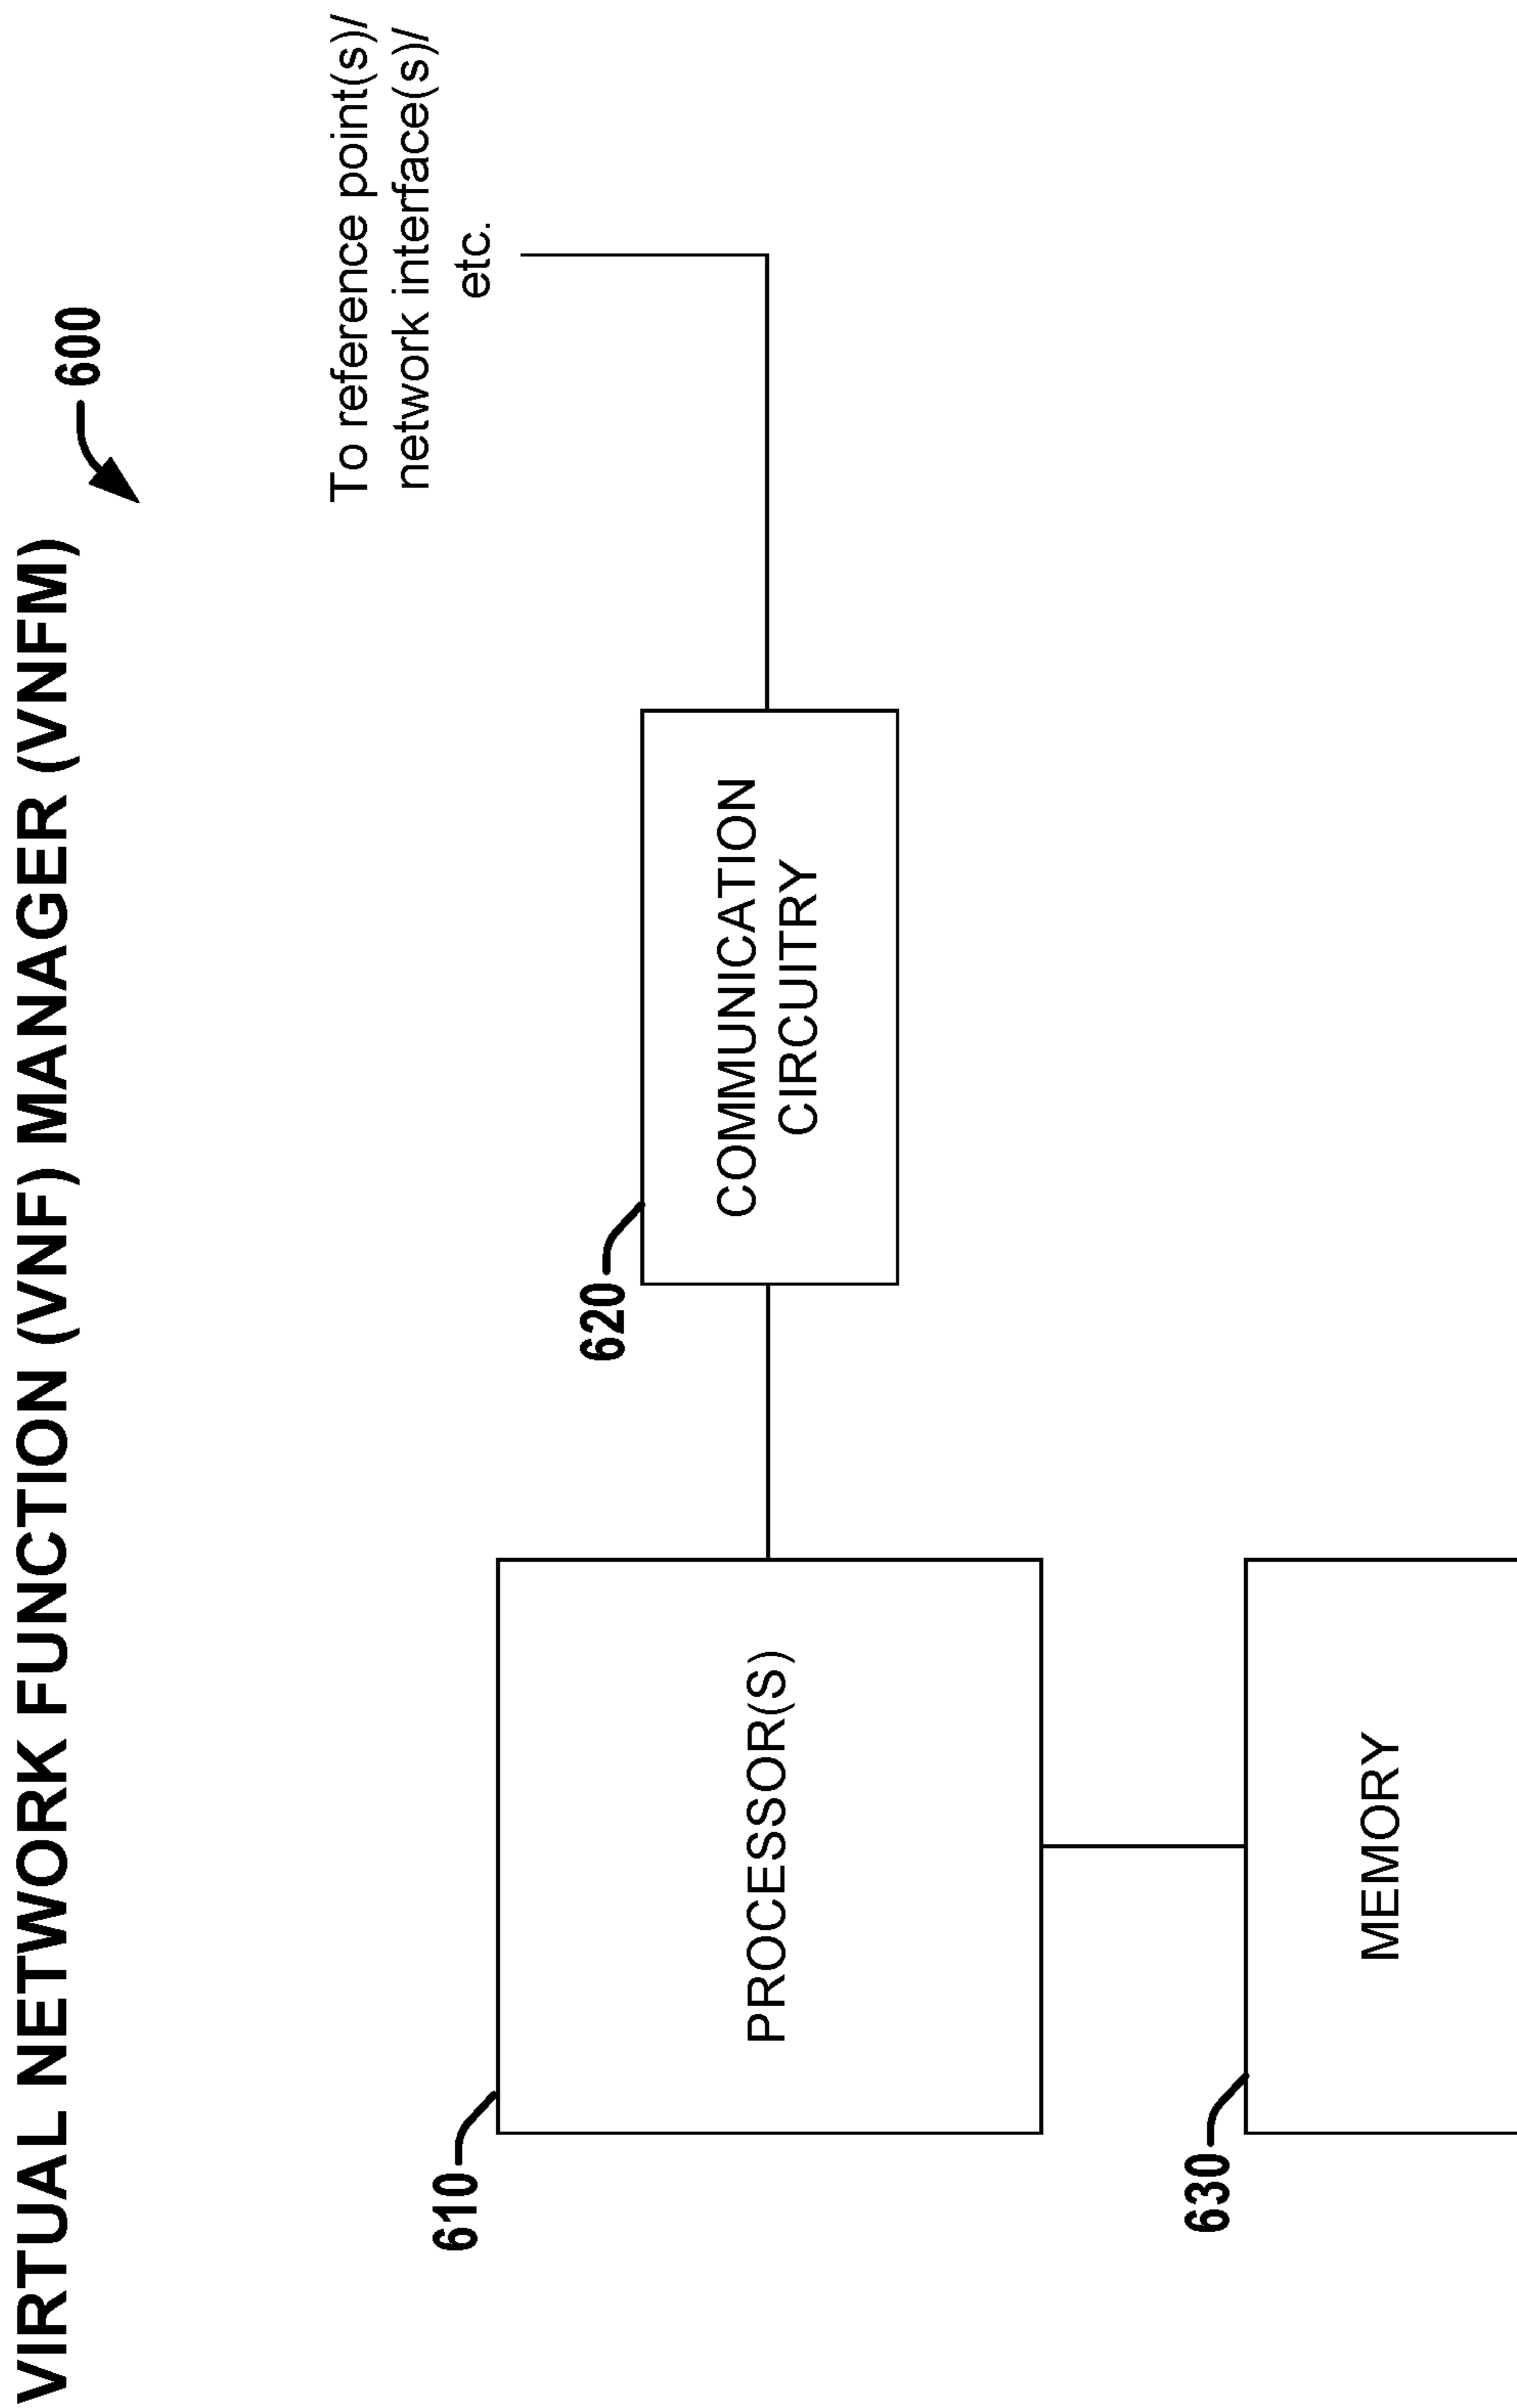 VIRTUAL NETWORK FUNCTION (VNF) MANAGER (VNFM)
600
To reference point(s)/
network interface(s)/
etc.
610
PROCESSOR(S)
620
COMMUNICATION
CIRCUITRY
630
MEMORY